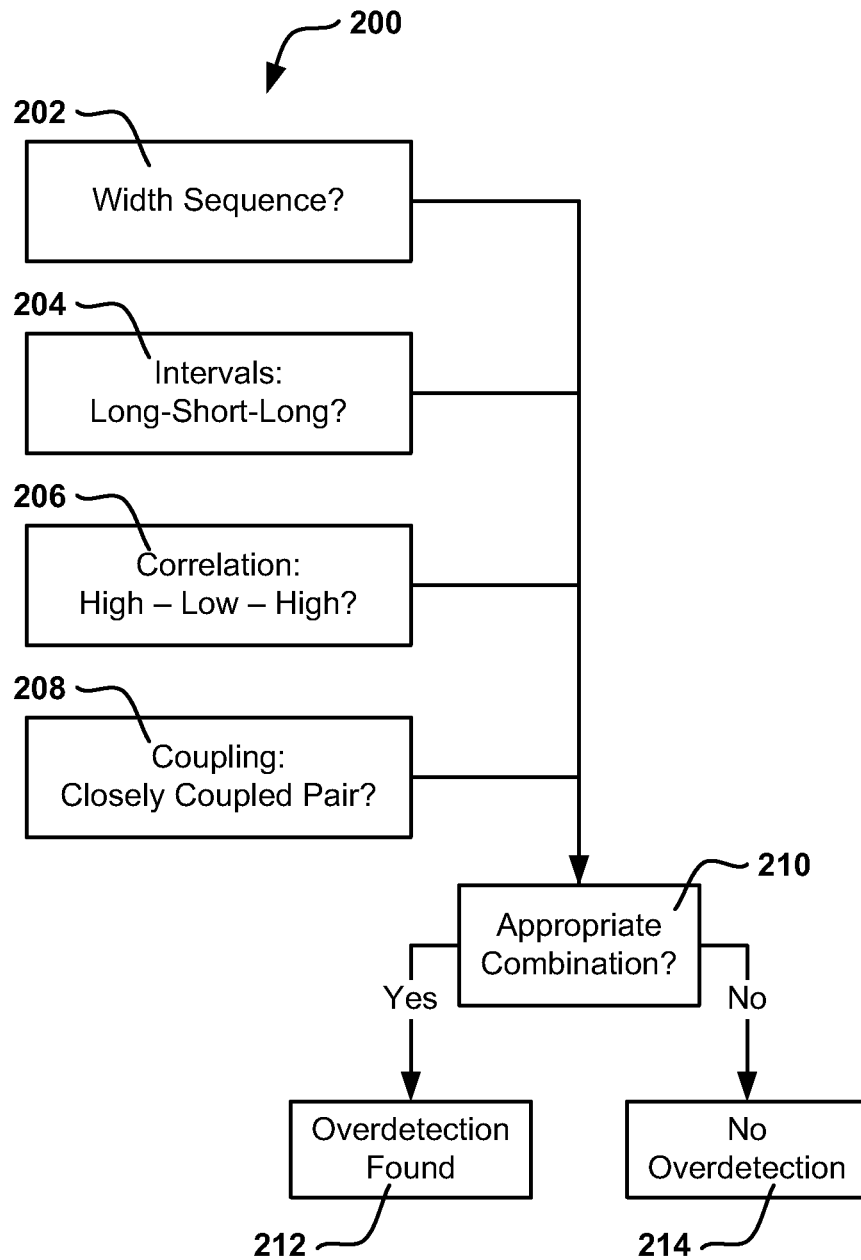 200
202
Width Sequence?
204
Intervals:
Long-Short-Long?
206
Correlation:
High – Low – High?
208
Coupling:
Closely Coupled Pair?
210
Appropriate
Combination?
Yes
No
Overdetection
Found
No
Overdetection
212
214